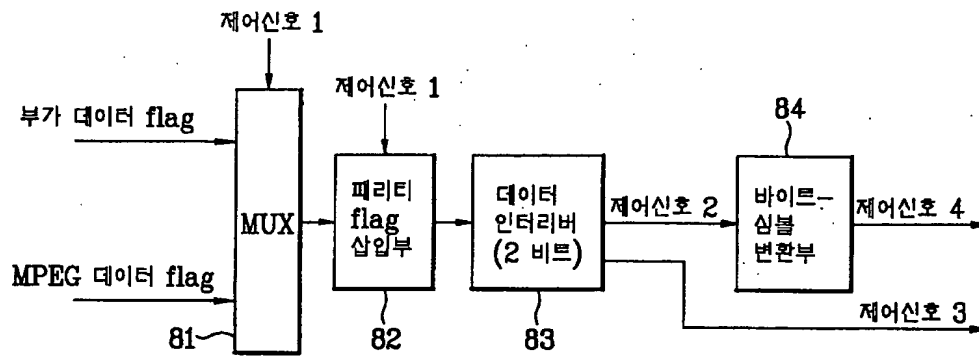 제어신호 1
제어신호 1
부가 데이터 flag
MPEG 데이터 flag
MUX
81
패리티
flag
삽입부
82
데이터
인터리버
(2 비트)
83
제어신호 2
제어신호 3
84
바이트-
심볼
변환부
제어신호 4